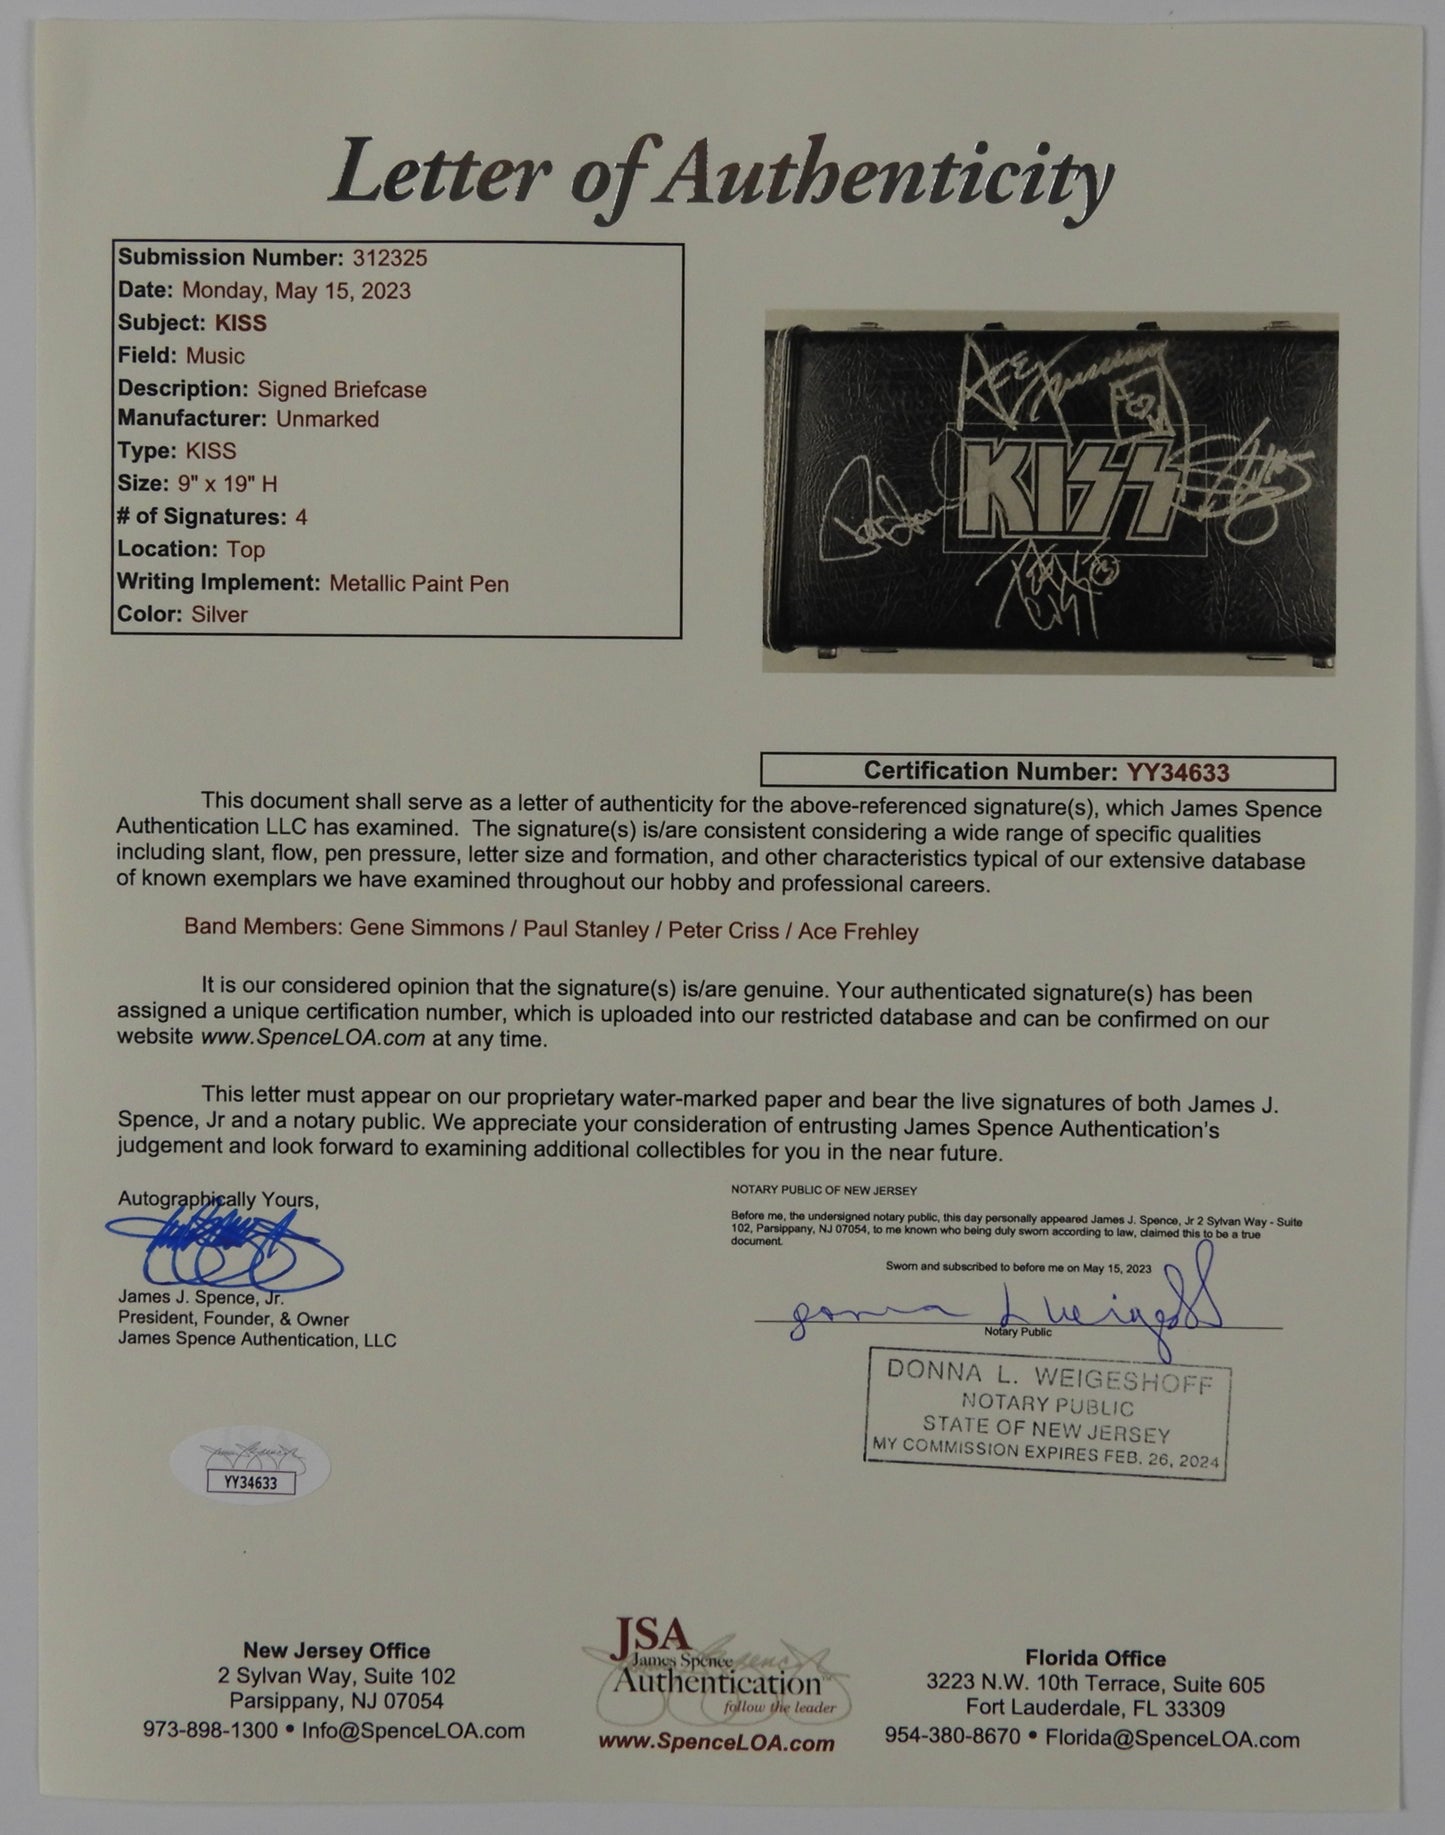 Letter of Authenticity
Submission Number: 312325
Date: Monday, May 15, 2023
Subject: KISS
Field: Music
Description: Signed Briefcase
Manufacturer: Unmarked
Type: KISS
Size: 9" x 19" H
# of Signatures: 4
Location: Top
Writing Implement: Metallic Paint Pen
Color: Silver
ACE
KISS
Certification Number: YY34633
This document shall serve as a letter of authenticity for the above-referenced signature(s), which James Spence
Authentication LLC has examined. The signature(s) is/are consistent considering a wide range of specific qualities
including slant, flow, pen pressure, letter size and formation, and other characteristics typical of our extensive database
of known exemplars we have examined throughout our hobby and professional careers.
Band Members: Gene Simmons / Paul Stanley / Peter Criss / Ace Frehley
It is our considered opinion that the signature(s) is/are genuine. Your authenticated signature(s) has been
assigned a unique certification number, which is uploaded into our restricted database and can be confirmed on our
website www.SpenceLOA.com at any time.
This letter must appear on our proprietary water-marked paper and bear the live signatures of both James J.
Spence, Jr and a notary public. We appreciate your consideration of entrusting James Spence Authentication's
judgement and look forward to examining additional collectibles for you in the near future.
Autographically Yours,
James J. Spence, Jr.
President, Founder, & Owner
James Spence Authentication, LLC
NOTARY PUBLIC OF NEW JERSEY
Before me, the undersigned notary public, this day personally appeared James J. Spence, Jr 2 Sylvan Way - Suite
102, Parsippany, NJ 07054, to me known who being duly sworn according to law, claimed this to be a true
document.
Sworn and subscribed to before me on May 15, 2023
Notary Public
DONNA L. WEIGESHOFF
NOTARY PUBLIC
STATE OF NEW JERSEY
MY COMMISSION EXPIRES FEB. 26, 2024
YY34633
New Jersey Office
2 Sylvan Way, Suite 102
Parsippany, NJ 07054
973-898-1300 • Info@SpenceLOA.com
JSA
James Spence
Authentication™
follow the leader
www.SpenceLOA.com
Florida Office
3223 N.W. 10th Terrace, Suite 605
Fort Lauderdale, FL 33309
954-380-8670 • Florida@SpenceLOA.com